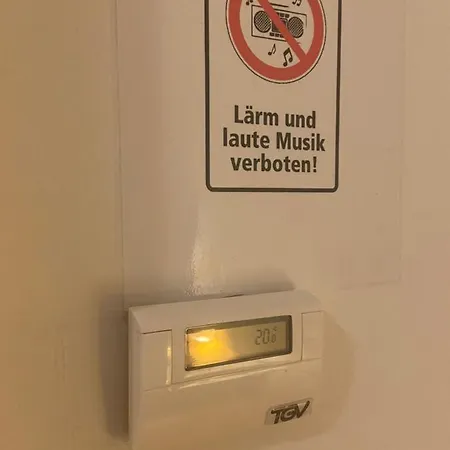 Lärm und
laute Musik
verboten!
20.0
TGV